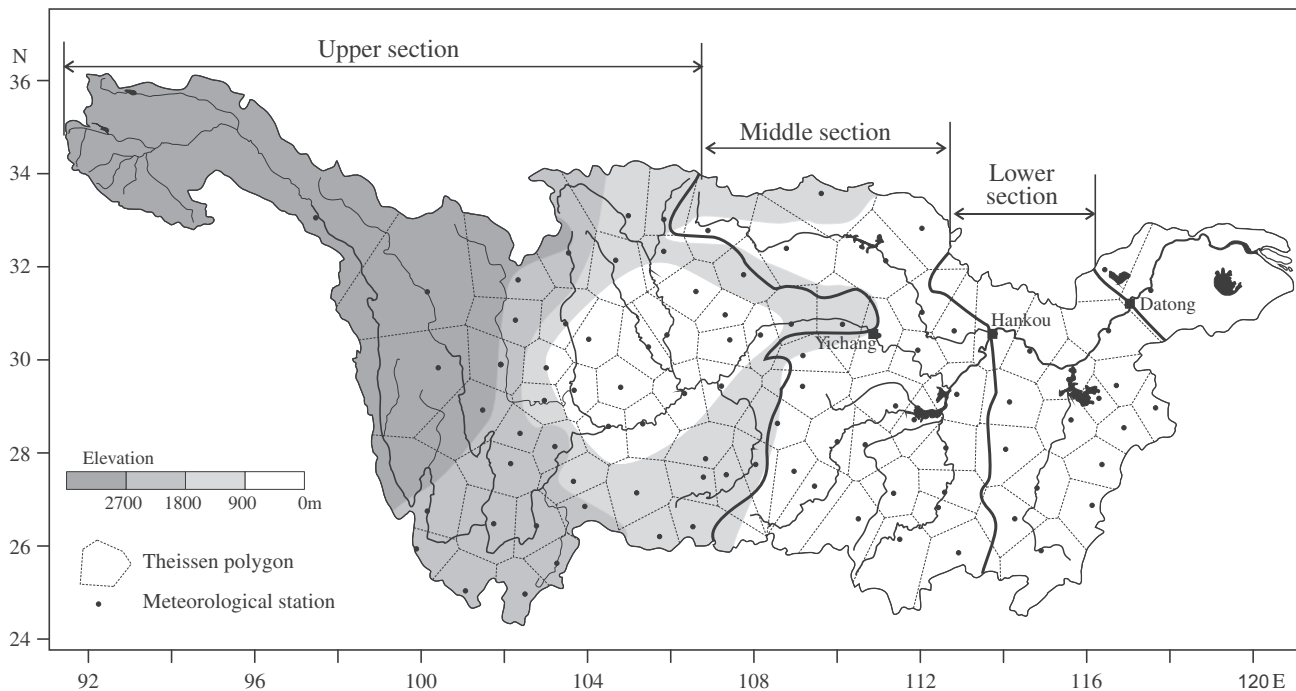 Upper section
N
36
Middle section
34
Lower
section
32
Datong
Hankou
30
Yichang
Elevation
28
2700 1800 900 0m
26
Theissen polygon
Meteorological station
24
92 96 100 104 108 112 116 120 E